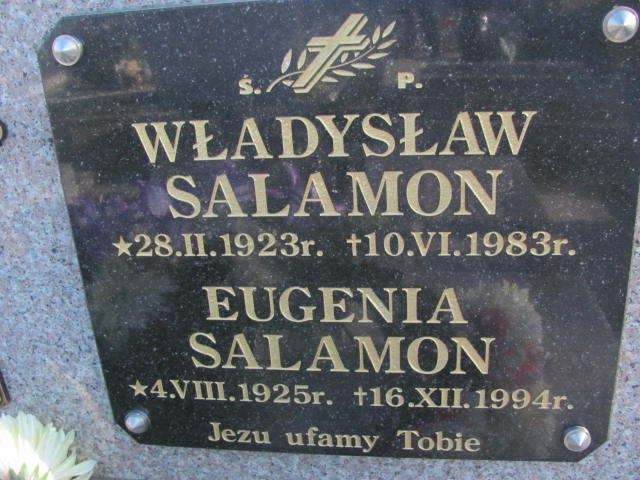 Ś. P.
WŁADYSŁAW
SALAMON
★28.II.1923r. †10.VI.1983r.
EUGENIA
SALAMON
★4.VIII.1925r. †16.XII.1994r.
Jezu ufamy Tobie